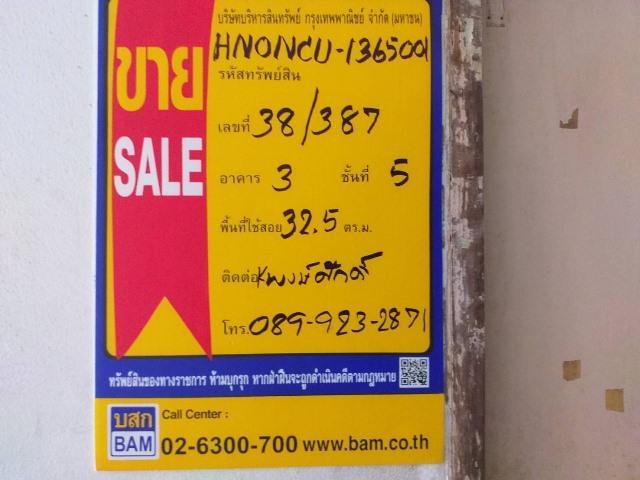 บริษัทบริหารสินทรัพย์ กรุงเทพพาณิชย์ จำกัด (มหาชน)
HNONCU-1365001
รหัสทรัพย์สิน
ขาย
SALE
เลขที่ 38/387
อาคาร 3 ชั้นที่ 5
พื้นที่ใช้สอย 32.5 ตร.ม.
ติดต่อ Kพงษ์ศักดิ์
โทร. 089-923-2871
ทรัพย์สินของทางราชการ ห้ามบุกรุก หากฝ่าฝืนจะถูกดำเนินคดีตามกฎหมาย
บสก
BAM
Call Center :
02-6300-700 www.bam.co.th